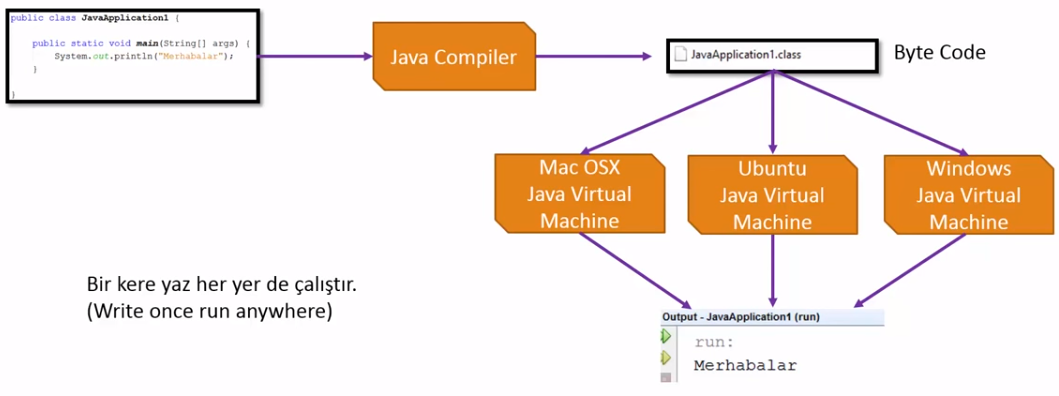 public class JavaApplication1 {
public static void main(String[] args) {
System.out.println("Merhabalar");
}
}
Java Compiler
JavaApplication1.class
Byte Code
Mac OSX
Java Virtual
Machine
Ubuntu
Java Virtual
Machine
Windows
Java Virtual
Machine
Bir kere yaz her yer de çalıştır.
(Write once run anywhere)
Output - JavaApplication1 (run)
run:
Merhabalar